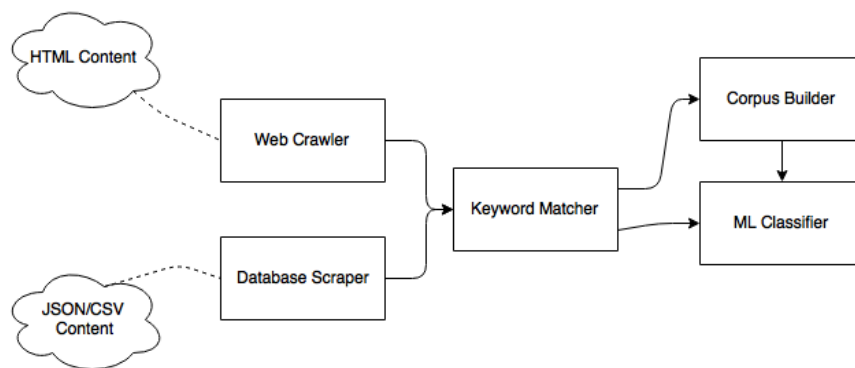 HTML Content
Web Crawler
Database Scraper
JSON/CSV
Content
Keyword Matcher
Corpus Builder
ML Classifier